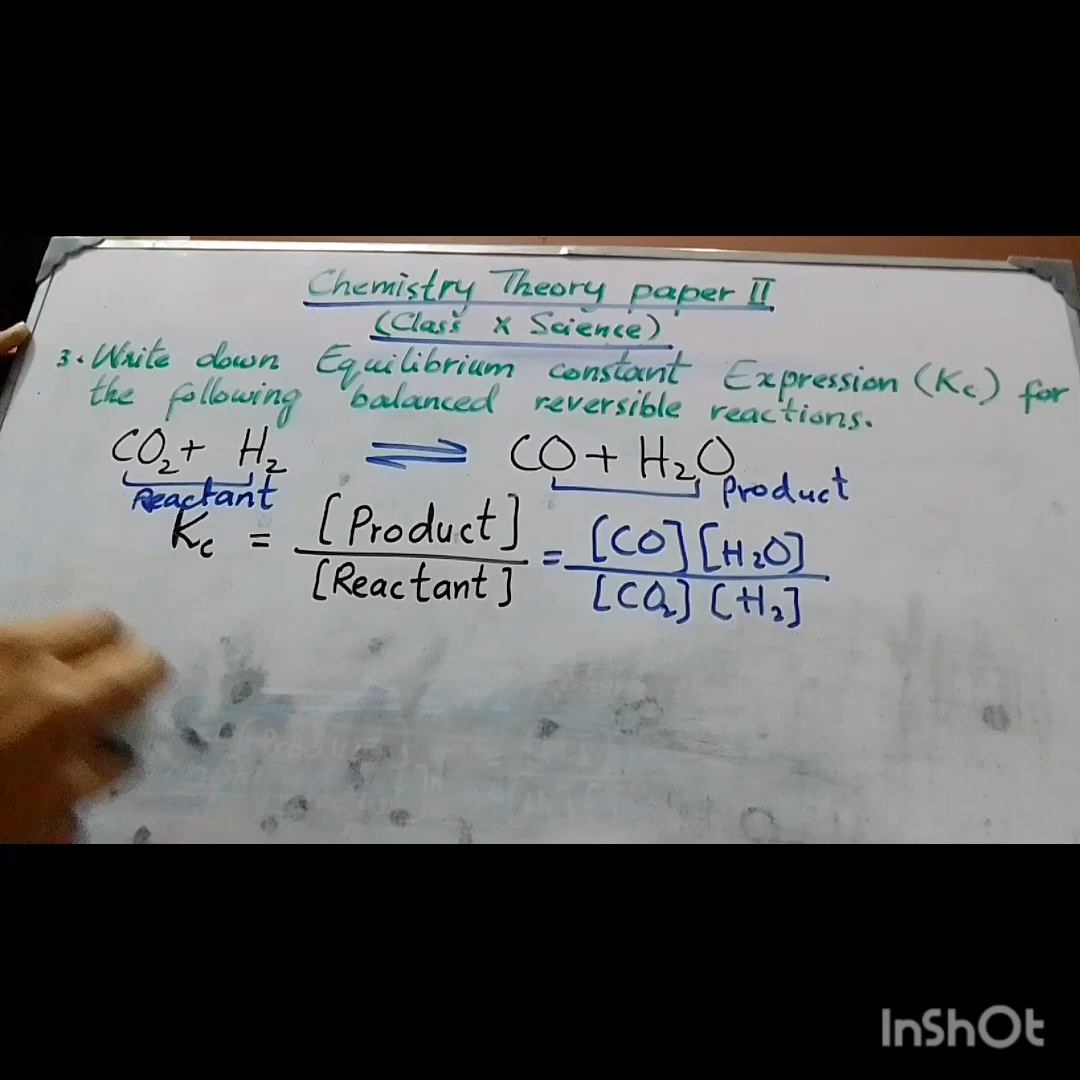 Chemistry Theory paper II
(Class X Science)
3. Write down Equilibrium constant Expression (Kc) for
the following balanced reversible reactions.
CO₂ + H₂ ⇌ CO + H₂O
Reactant Product
Kc = [Product] / [Reactant] = [CO][H₂O] / [CO₂][H₂]
InShOt